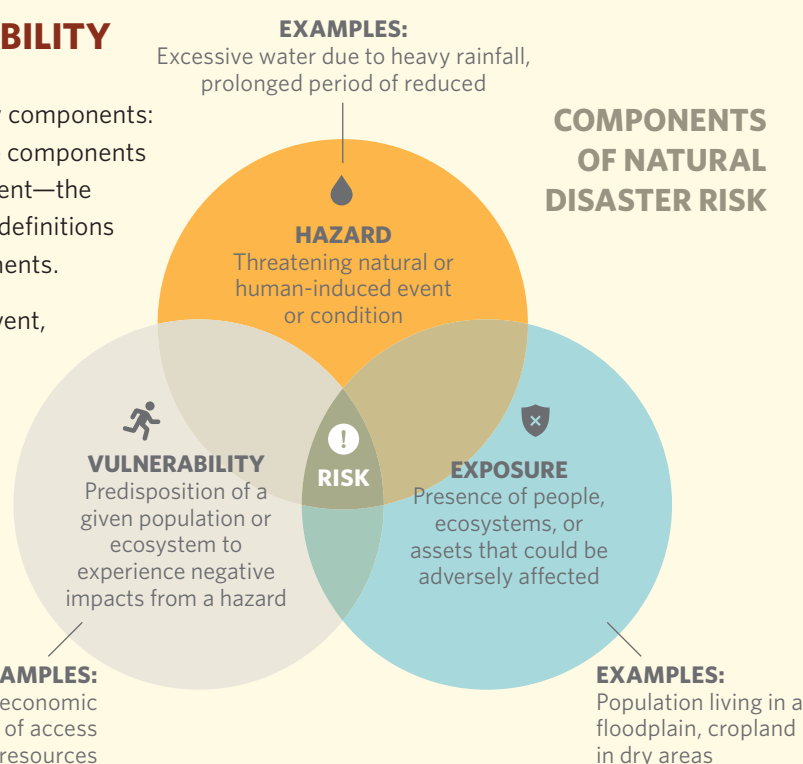 BILITY
components:
components
ent—the
definitions
nents.
vent,
EXAMPLES:
Excessive water due to heavy rainfall,
prolonged period of reduced
COMPONENTS
OF NATURAL
DISASTER RISK
HAZARD
Threatening natural or
human-induced event
or condition
VULNERABILITY
Predisposition of a
given population or
ecosystem to
experience negative
impacts from a hazard
RISK
EXPOSURE
Presence of people,
ecosystems, or
assets that could be
adversely affected
AMPLES:
economic
of access
resources
EXAMPLES:
Population living in a
floodplain, cropland
in dry areas